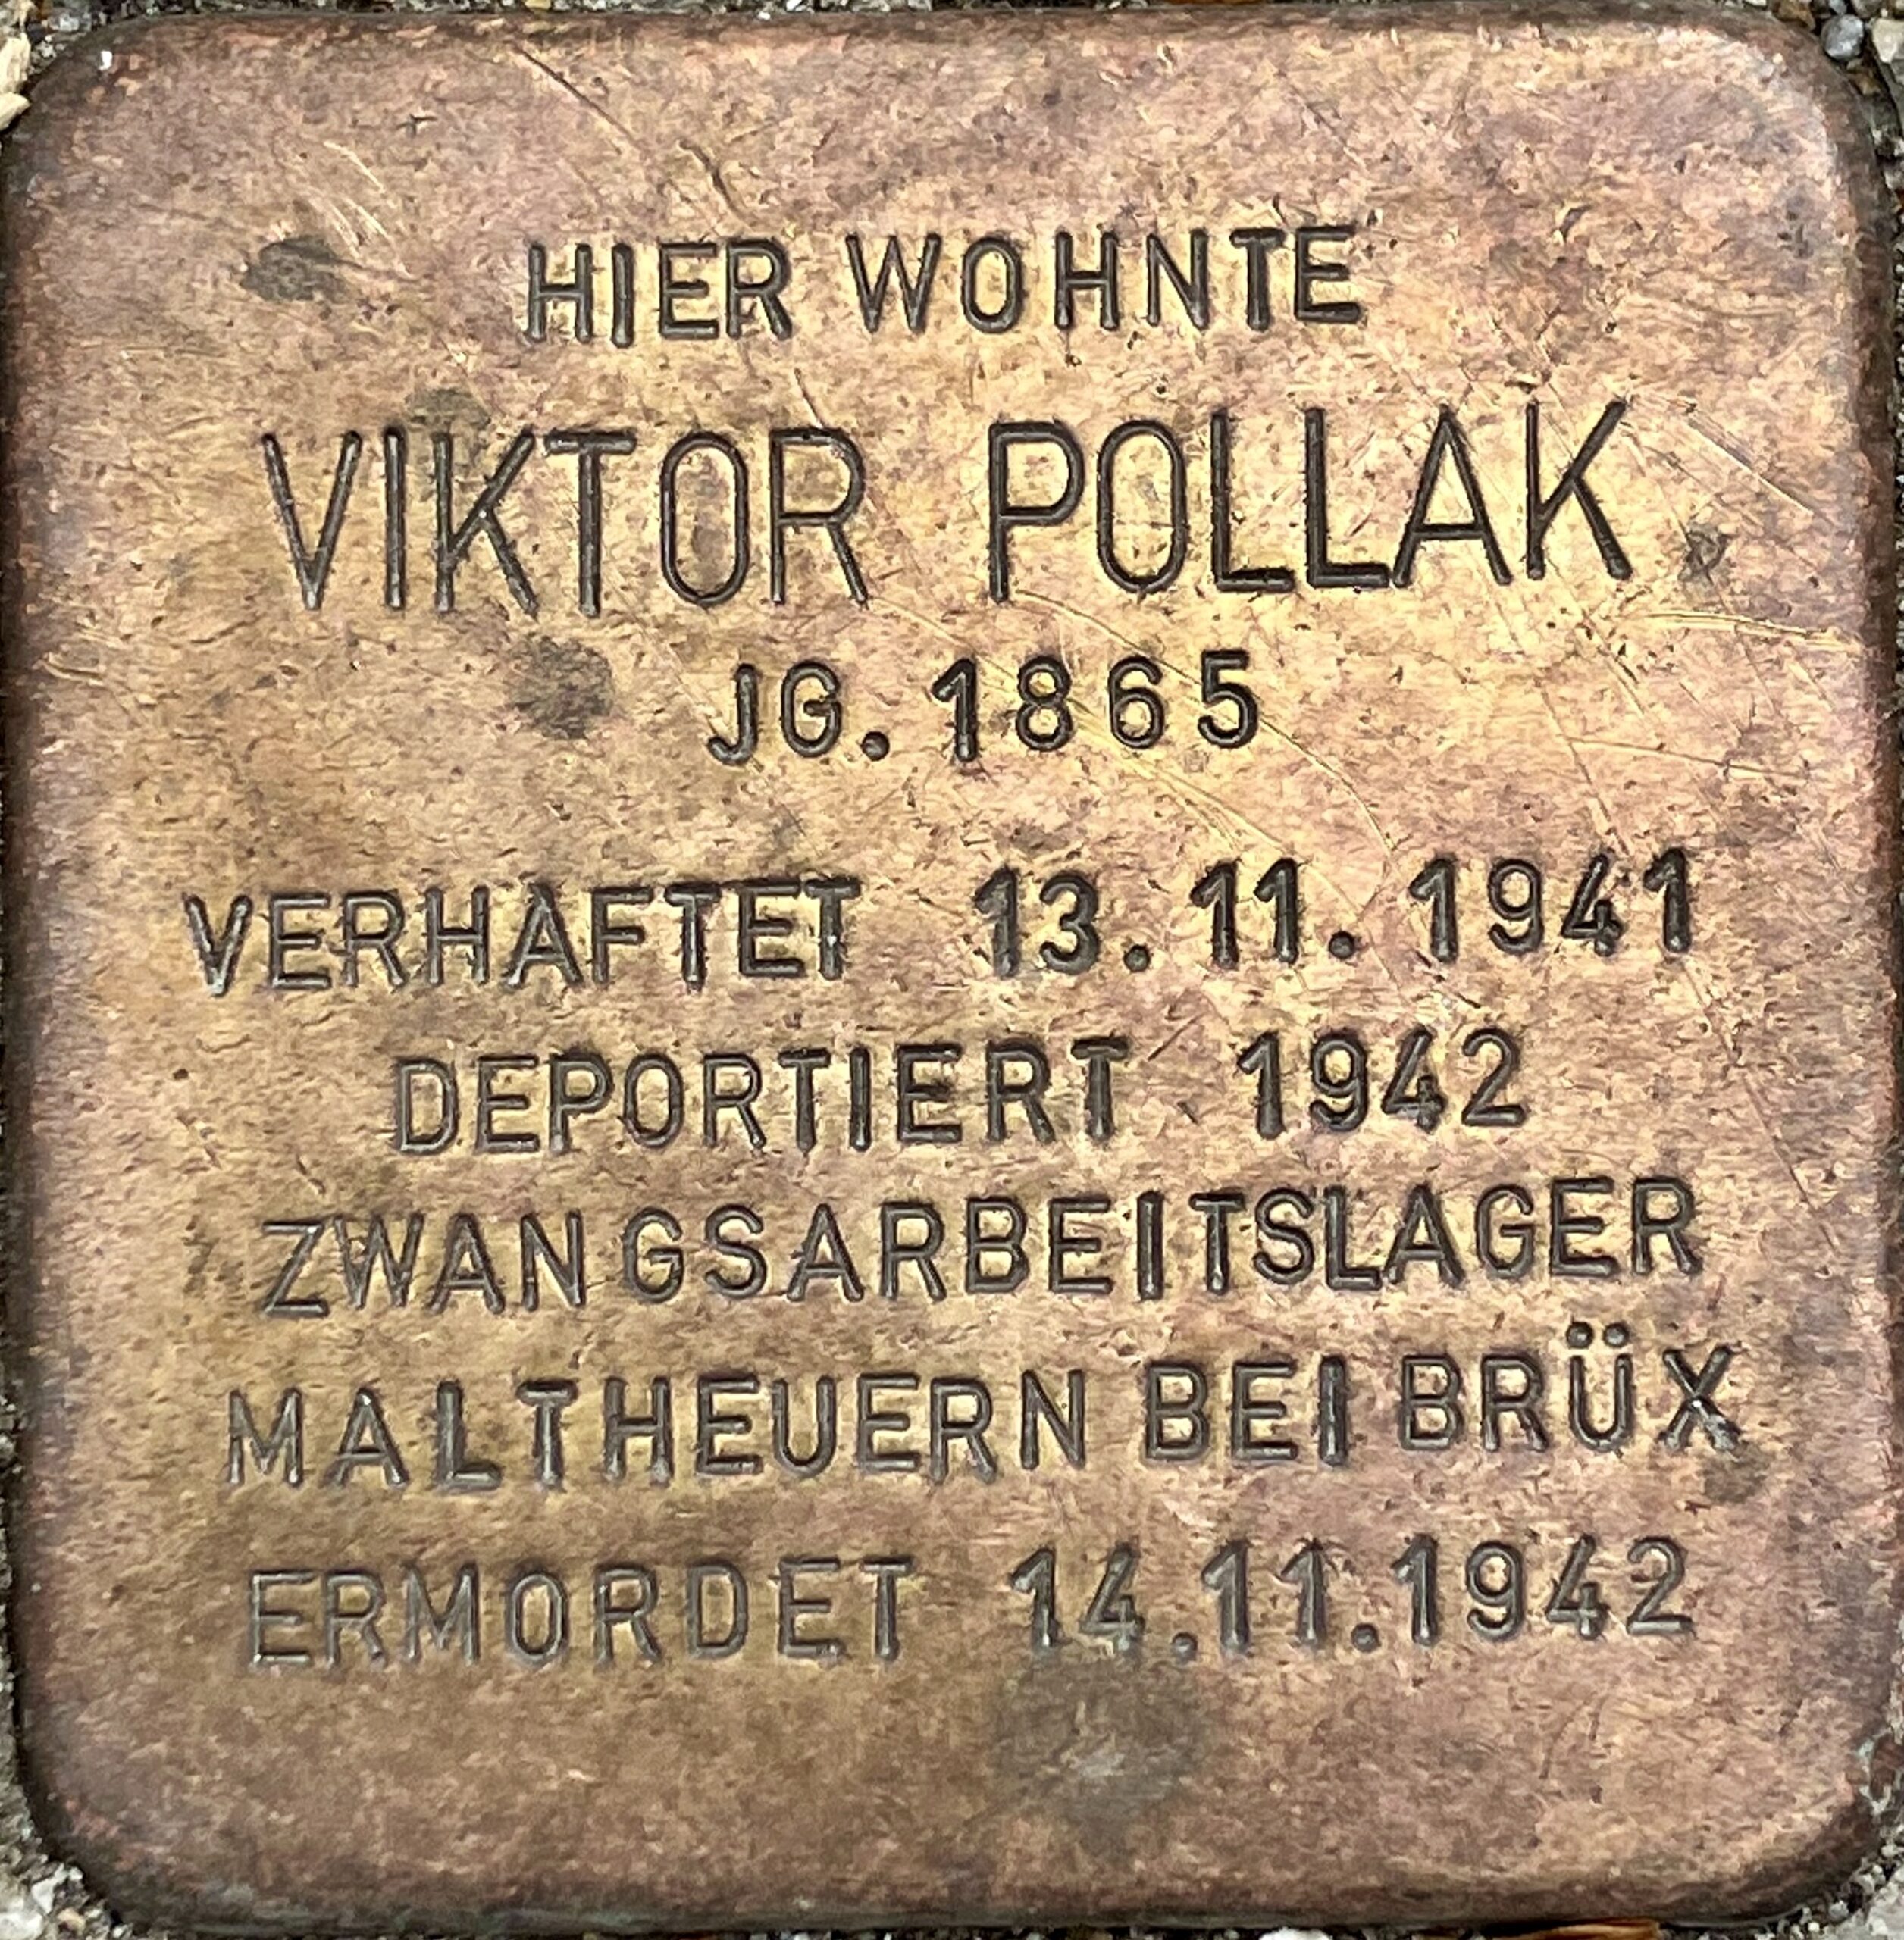 HIER WOHNTE
VIKTOR POLLAK
JG. 1865
VERHAFTET 13.11.1941
DEPORTIERT 1942
ZWANGSARBEITSLAGER
MALTHEUERN BEI BRÜX
ERMORDET 14.11.1942